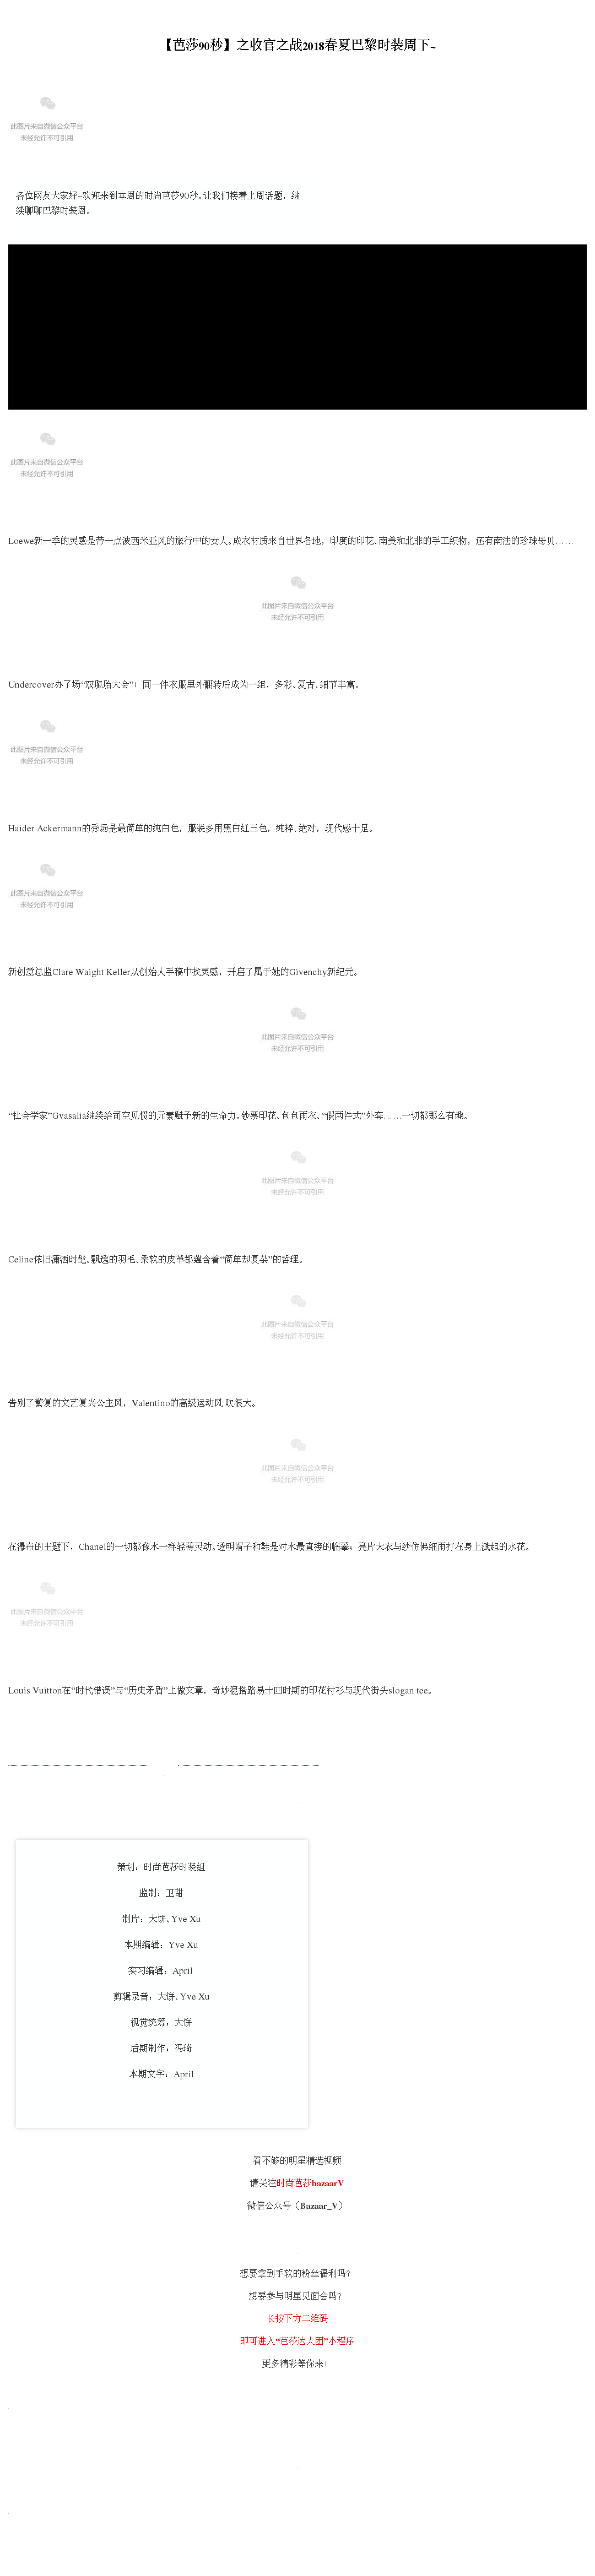 【芭莎90秒】之收官之战2018春夏巴黎时装周下~
此图片来自微信公众平台
未经允许不可引用
各位网友大家好~欢迎来到本周的时尚芭莎90秒。让我们接着上周话题，继
续聊聊巴黎时装周。
此图片来自微信公众平台
未经允许不可引用
Loewe新一季的灵感是带一点波西米亚风的旅行中的女人。成衣材质来自世界各地，印度的印花、南美和北非的手工织物，还有南法的珍珠母贝……
此图片来自微信公众平台
未经允许不可引用
Undercover办了场“双胞胎大会”！同一件衣服里外翻转后成为一组，多彩、复古、细节丰富。
此图片来自微信公众平台
未经允许不可引用
Haider Ackermann的秀场是最简单的纯白色，服装多用黑白红三色，纯粹、绝对，现代感十足。
此图片来自微信公众平台
未经允许不可引用
新创意总监Clare Waight Keller从创始人手稿中找灵感，开启了属于她的Givenchy新纪元。
此图片来自微信公众平台
未经允许不可引用
“社会学家”Gvasalia继续给司空见惯的元素赋予新的生命力。钞票印花、包包雨衣、“假两件式”外套……一切都那么有趣。
此图片来自微信公众平台
未经允许不可引用
Celine依旧潇洒时髦。飘逸的羽毛、柔软的皮革都蕴含着“简单却复杂”的哲理。
此图片来自微信公众平台
未经允许不可引用
告别了繁复的文艺复兴公主风，Valentino的高级运动风 吹很大。
此图片来自微信公众平台
未经允许不可引用
在瀑布的主题下，Chanel的一切都像水一样轻薄灵动。透明帽子和鞋是对水最直接的临摹；亮片大衣与纱仿佛细雨打在身上溅起的水花。
此图片来自微信公众平台
未经允许不可引用
Louis Vuitton在“时代错误”与“历史矛盾”上做文章，奇妙混搭路易十四时期的印花衬衫与现代街头slogan tee。
策划：时尚芭莎时装组
监制：卫甜
制片：大饼、Yve Xu
本期编辑：Yve Xu
实习编辑：April
剪辑录音：大饼、Yve Xu
视觉统筹：大饼
后期制作：冯琦
本期文字：April
看不够的明星精选视频
请关注时尚芭莎bazaarV
微信公众号（Bazaar_V）
想要拿到手软的粉丝福利吗？
想要参与明星见面会吗？
长按下方二维码
即可进入“芭莎达人团”小程序
更多精彩等你来！